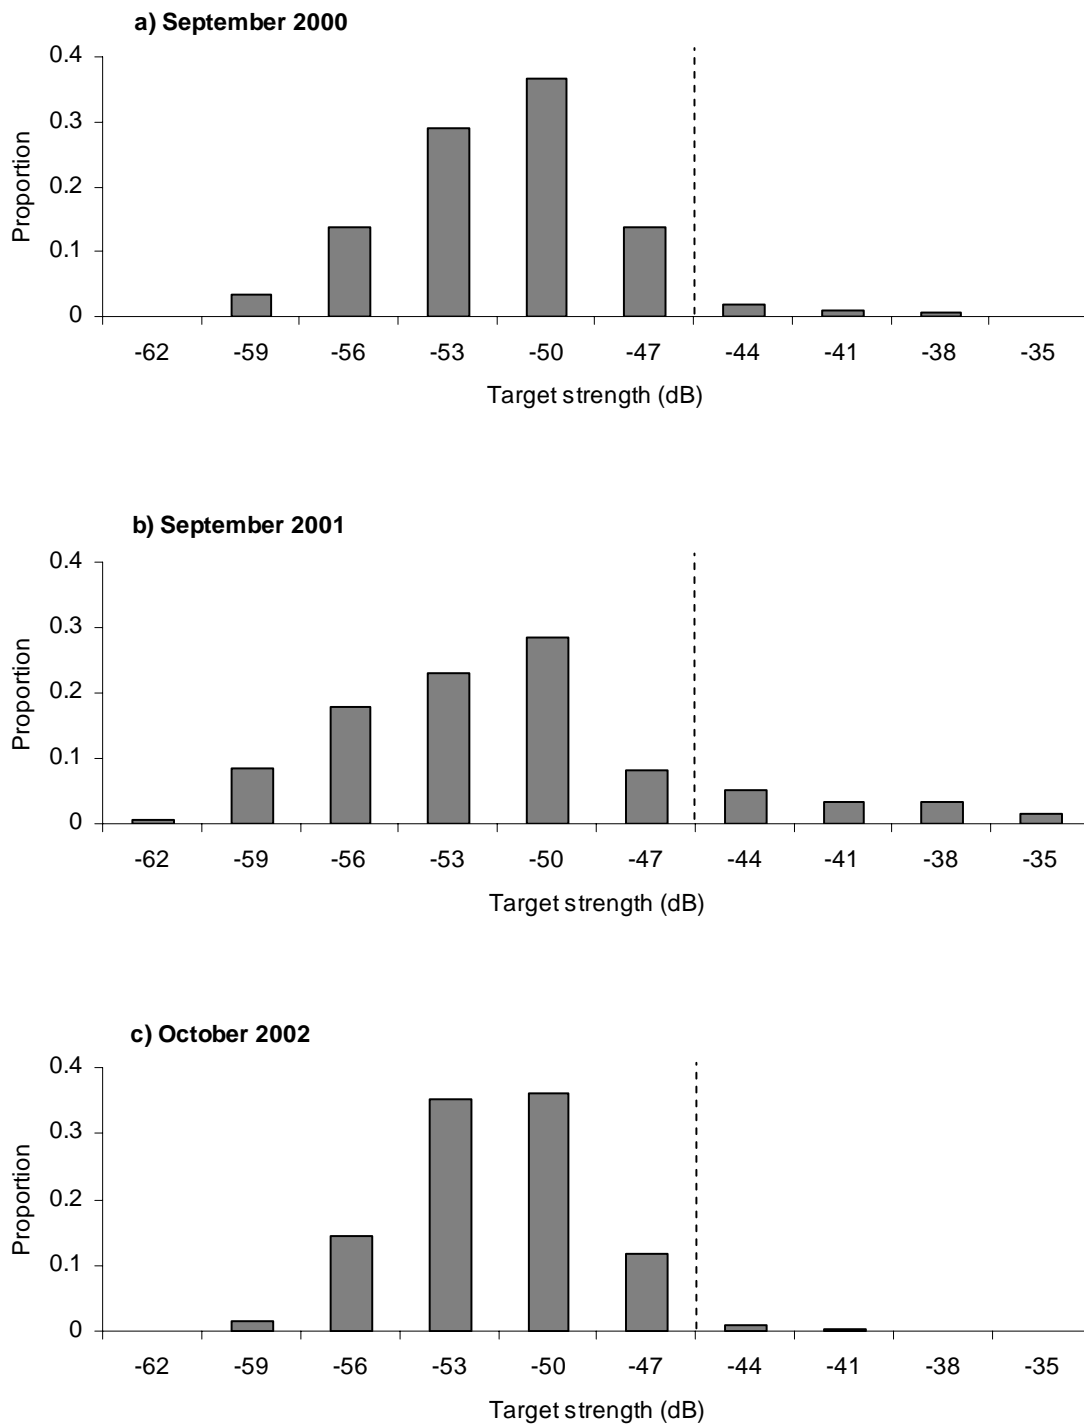 a) September 2000
0.4
0.3
0.2
0.1
0
Proportion
-62 -59 -56 -53 -50 -47 -44 -41 -38 -35
Target strength (dB)
b) September 2001
0.4
0.3
0.2
0.1
0
Proportion
-62 -59 -56 -53 -50 -47 -44 -41 -38 -35
Target strength (dB)
c) October 2002
0.4
0.3
0.2
0.1
0
Proportion
-62 -59 -56 -53 -50 -47 -44 -41 -38 -35
Target strength (dB)